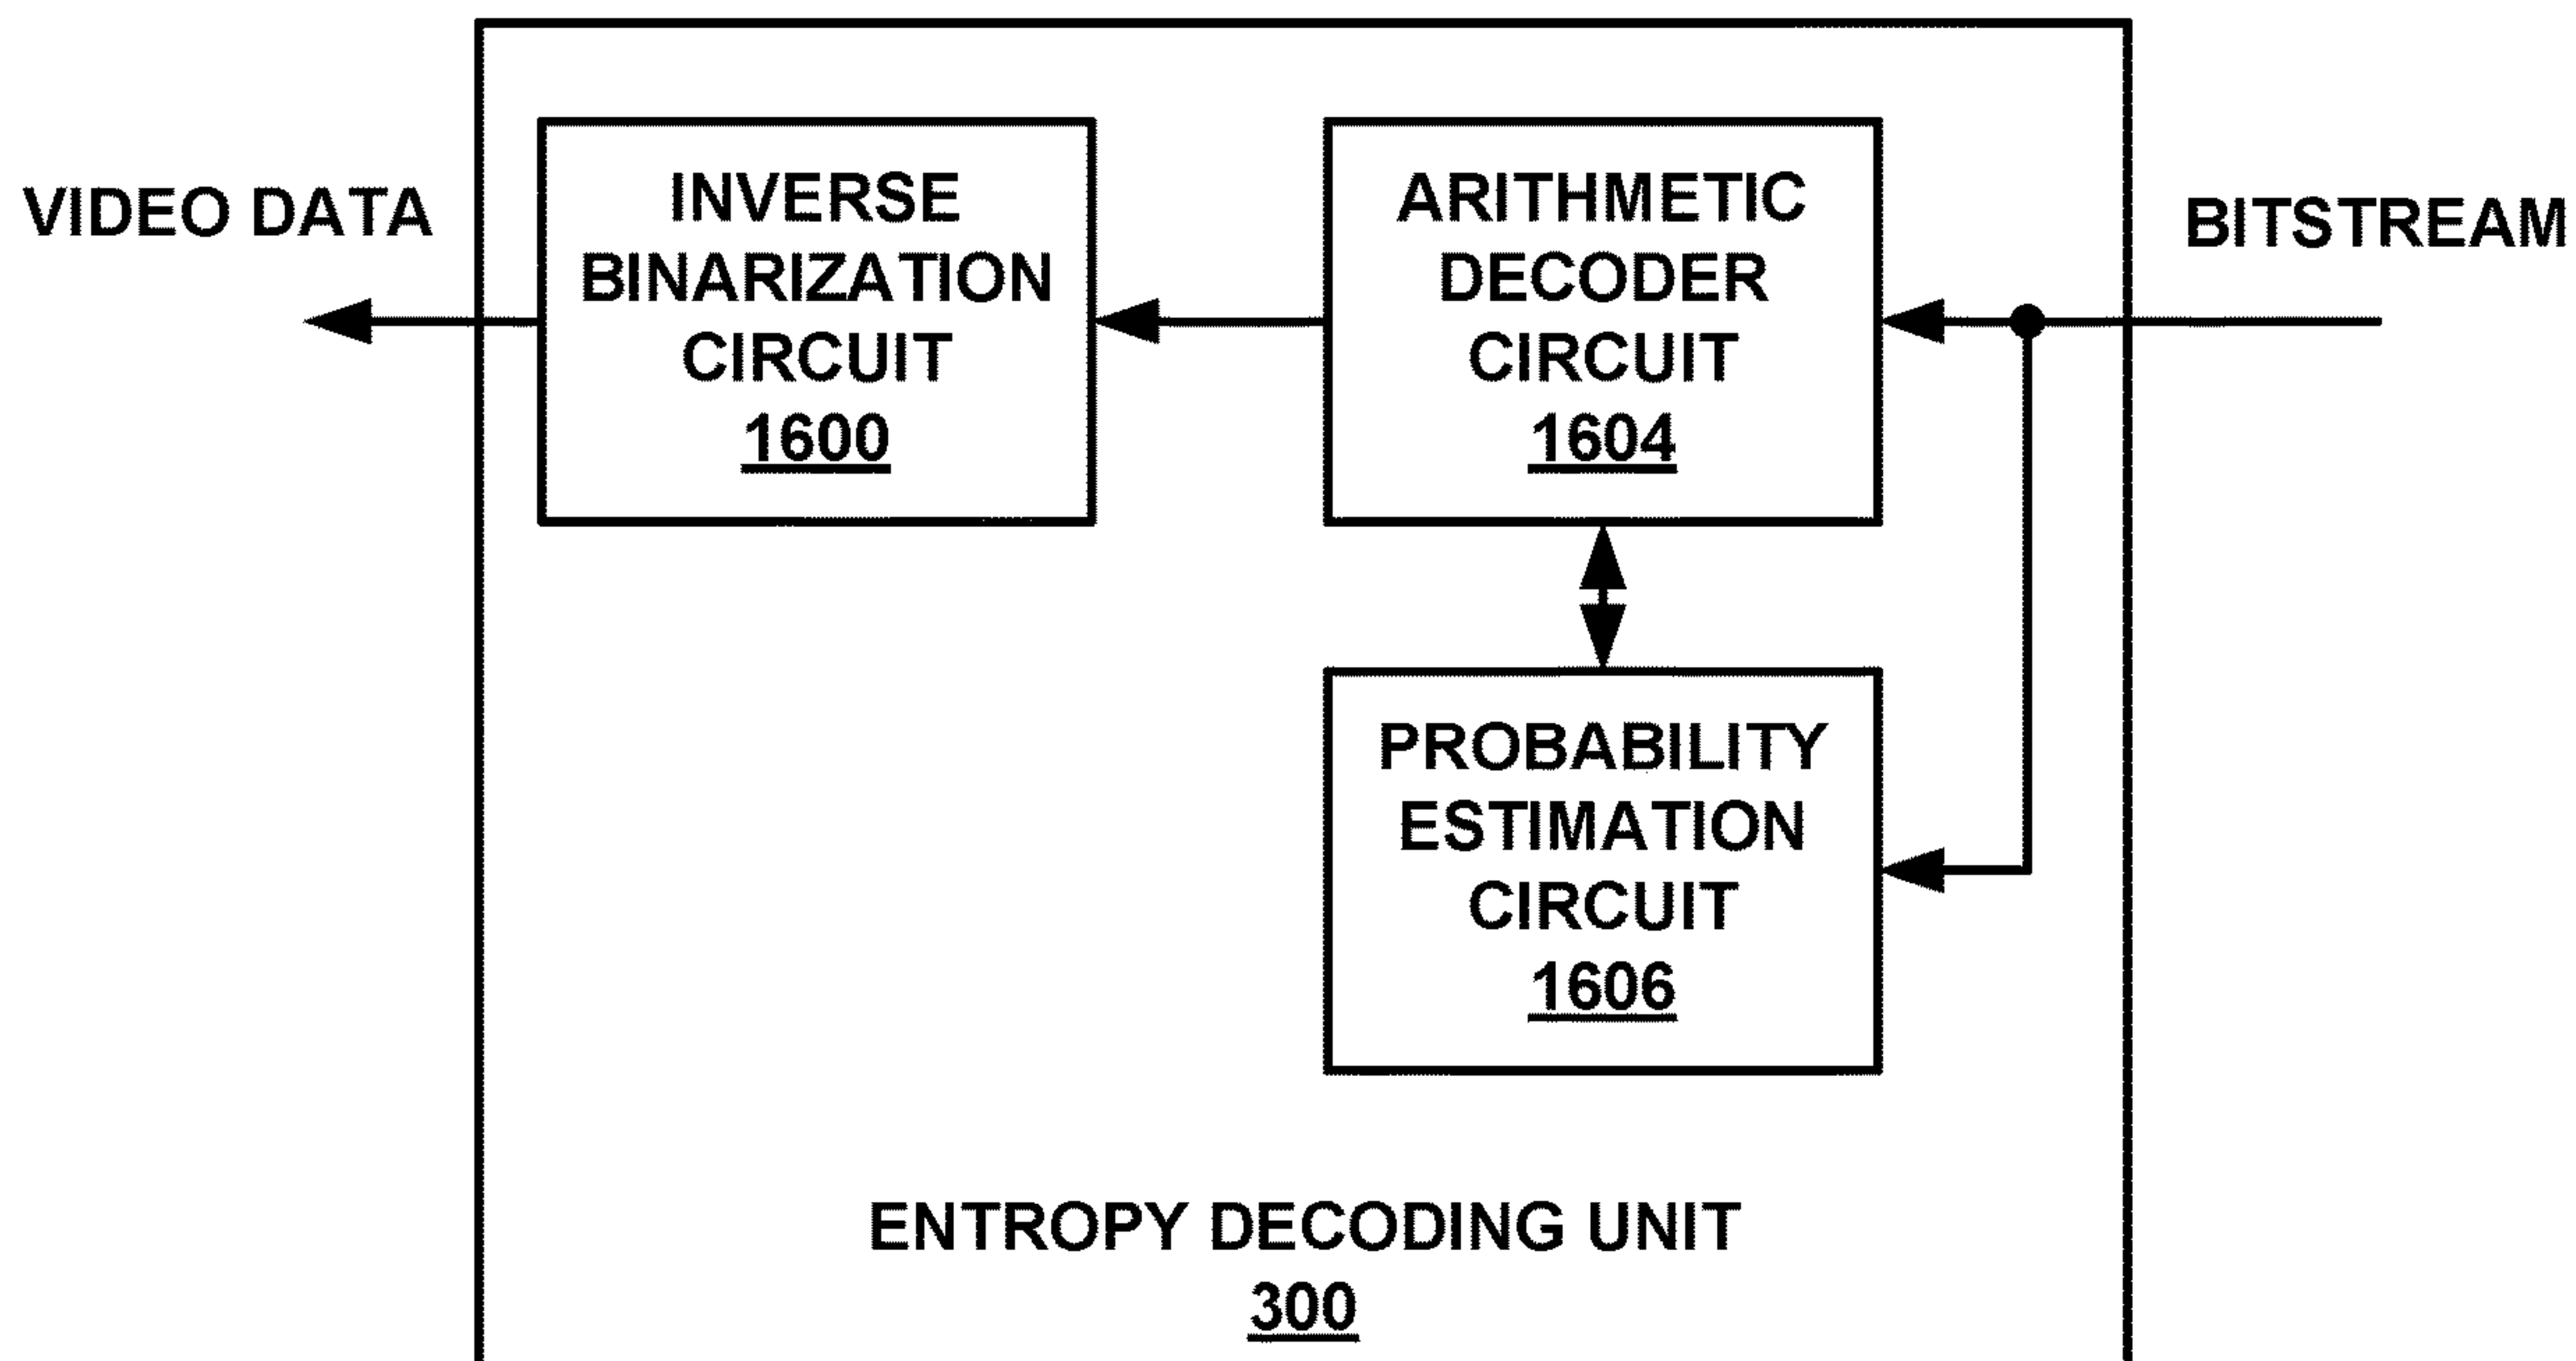 VIDEO DATA
INVERSE
BINARIZATION
CIRCUIT
1600
ARITHMETIC
DECODER
CIRCUIT
1604
BITSTREAM
PROBABILITY
ESTIMATION
CIRCUIT
1606
ENTROPY DECODING UNIT
300